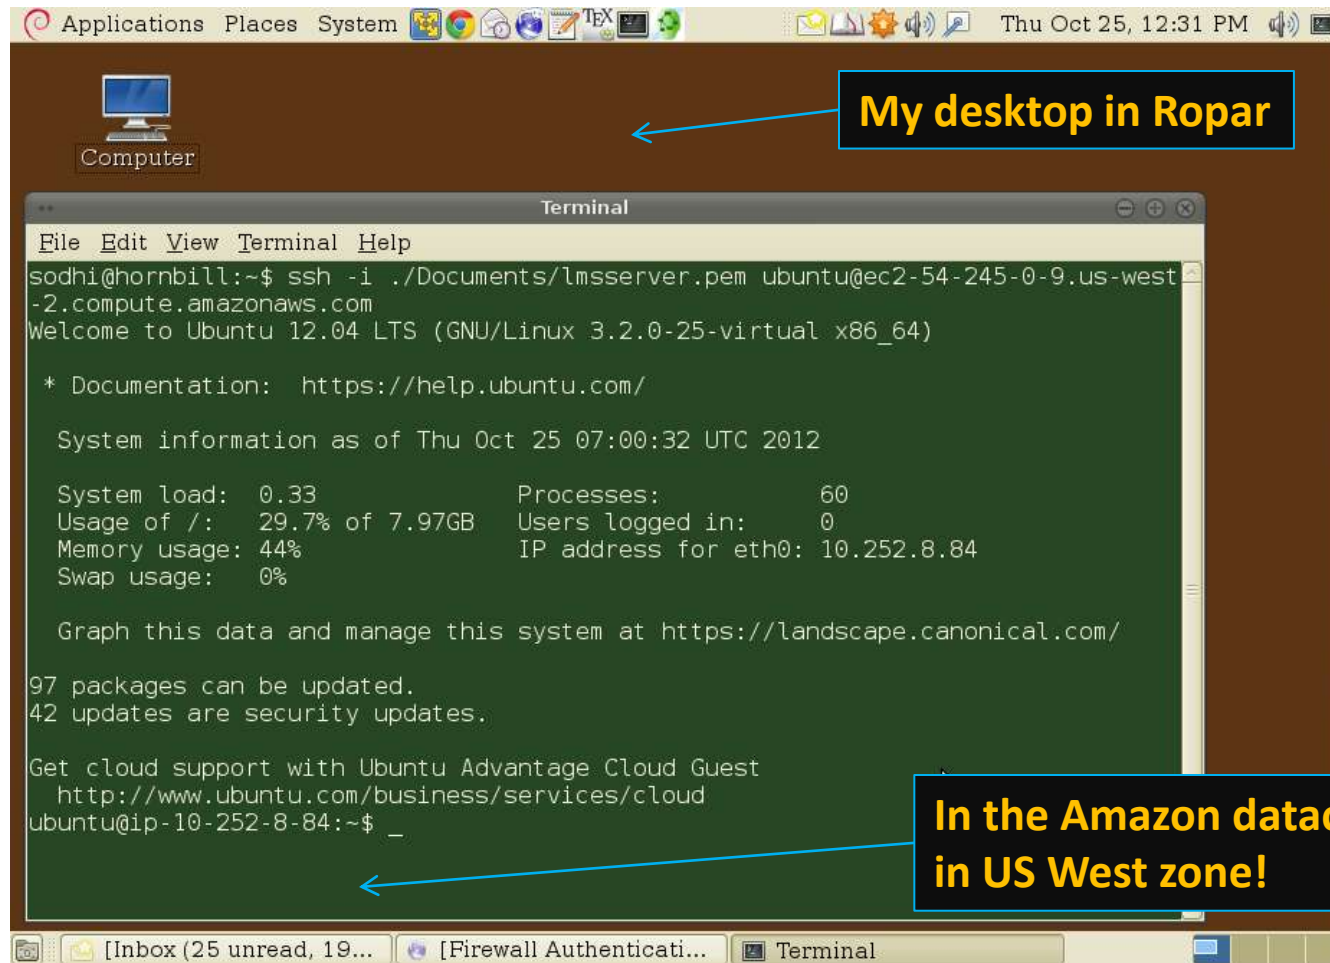 Applications Places System TEX Thu Oct 25, 12:31 PM
My desktop in Ropar
Computer
Terminal
File Edit View Terminal Help
sodhi@hornbill:~$ ssh -i ./Documents/lmsserver.pem ubuntu@ec2-54-245-0-9.us-west
-2.compute.amazonaws.com
Welcome to Ubuntu 12.04 LTS (GNU/Linux 3.2.0-25-virtual x86_64)
* Documentation: https://help.ubuntu.com/
System information as of Thu Oct 25 07:00:32 UTC 2012
System load: 0.33 Processes: 60
Usage of /: 29.7% of 7.97GB Users logged in: 0
Memory usage: 44% IP address for eth0: 10.252.8.84
Swap usage: 0%
Graph this data and manage this system at https://landscape.canonical.com/
97 packages can be updated.
42 updates are security updates.
Get cloud support with Ubuntu Advantage Cloud Guest
http://www.ubuntu.com/business/services/cloud
ubuntu@ip-10-252-8-84:~$ _
In the Amazon
in US West zone!
[Inbox (25 unread, 19... [Firewall Authenticati... Terminal